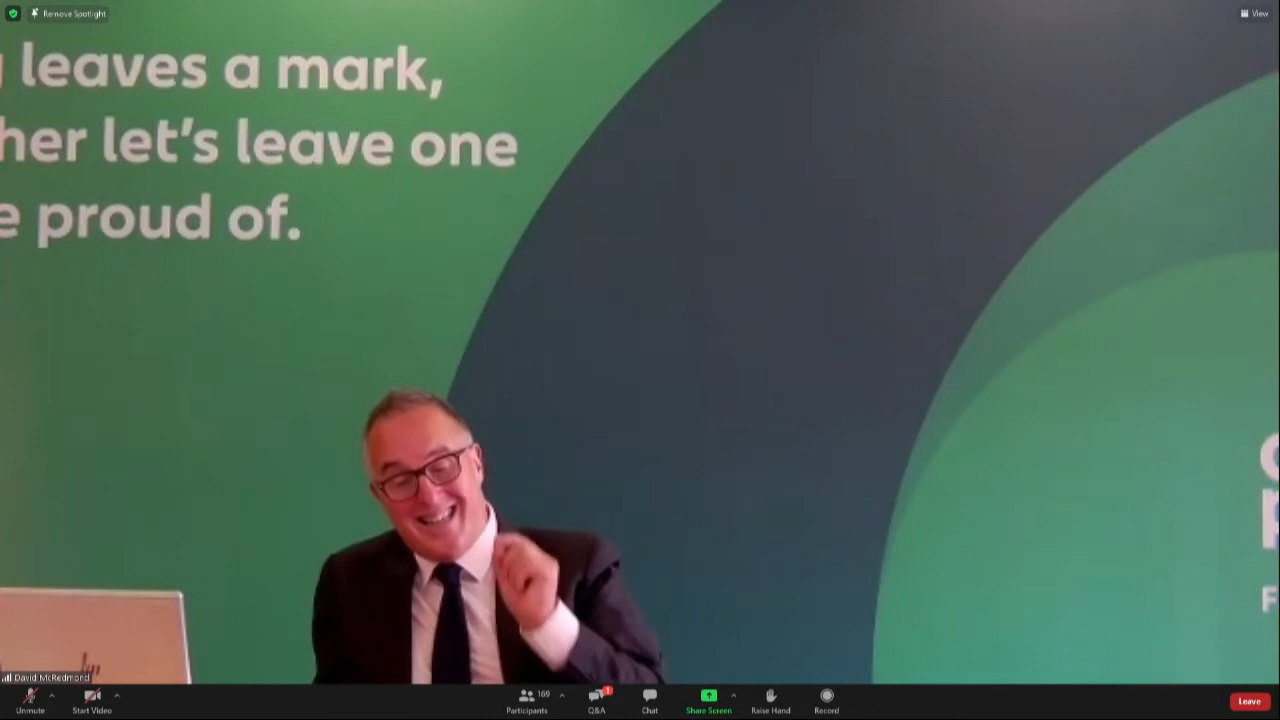 Remove Spotlight
View
leaves a mark,
her let's leave one
e proud of.
F
David McRedmond
Unmute
Start Video
169
Participants
1
Q&A
Chat
Share Screen
Raise Hand
Record
Leave